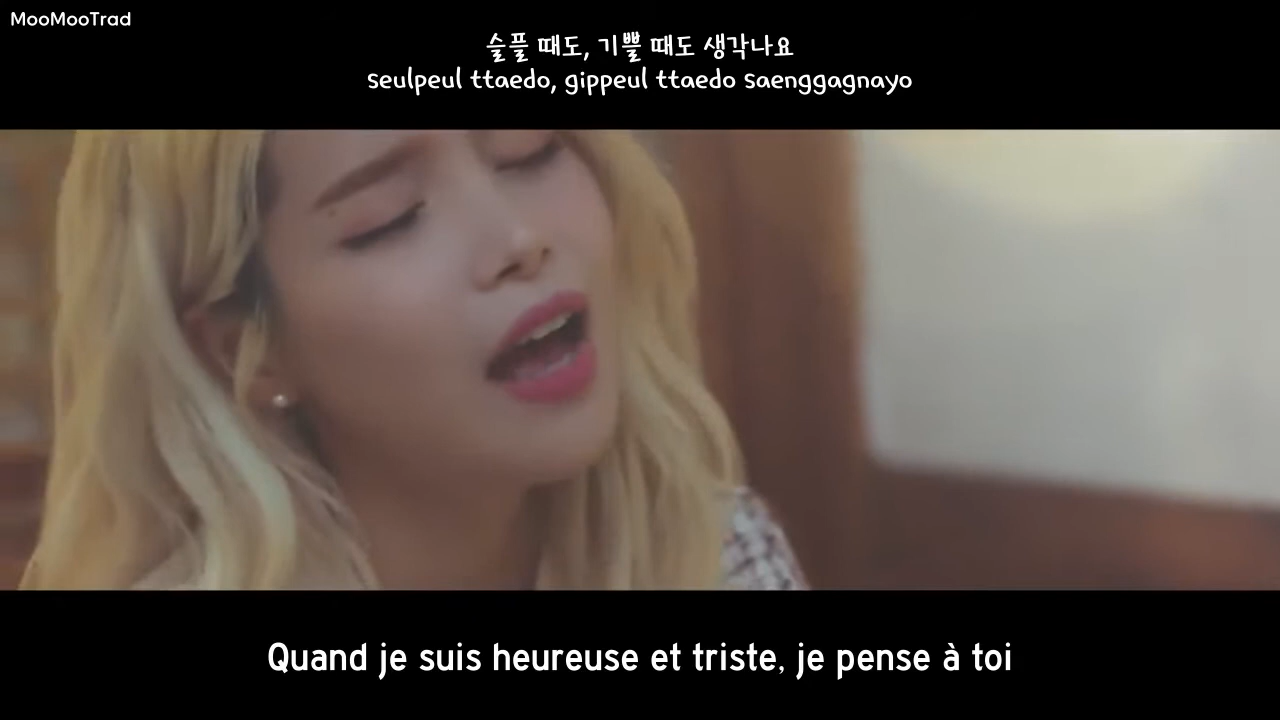 MooMooTrad
슬플 때도, 기쁠 때도 생각나요
seulpeul ttaedo, gippeul ttaedo saenggagnayo
Quand je suis heureuse et triste, je pense à toi